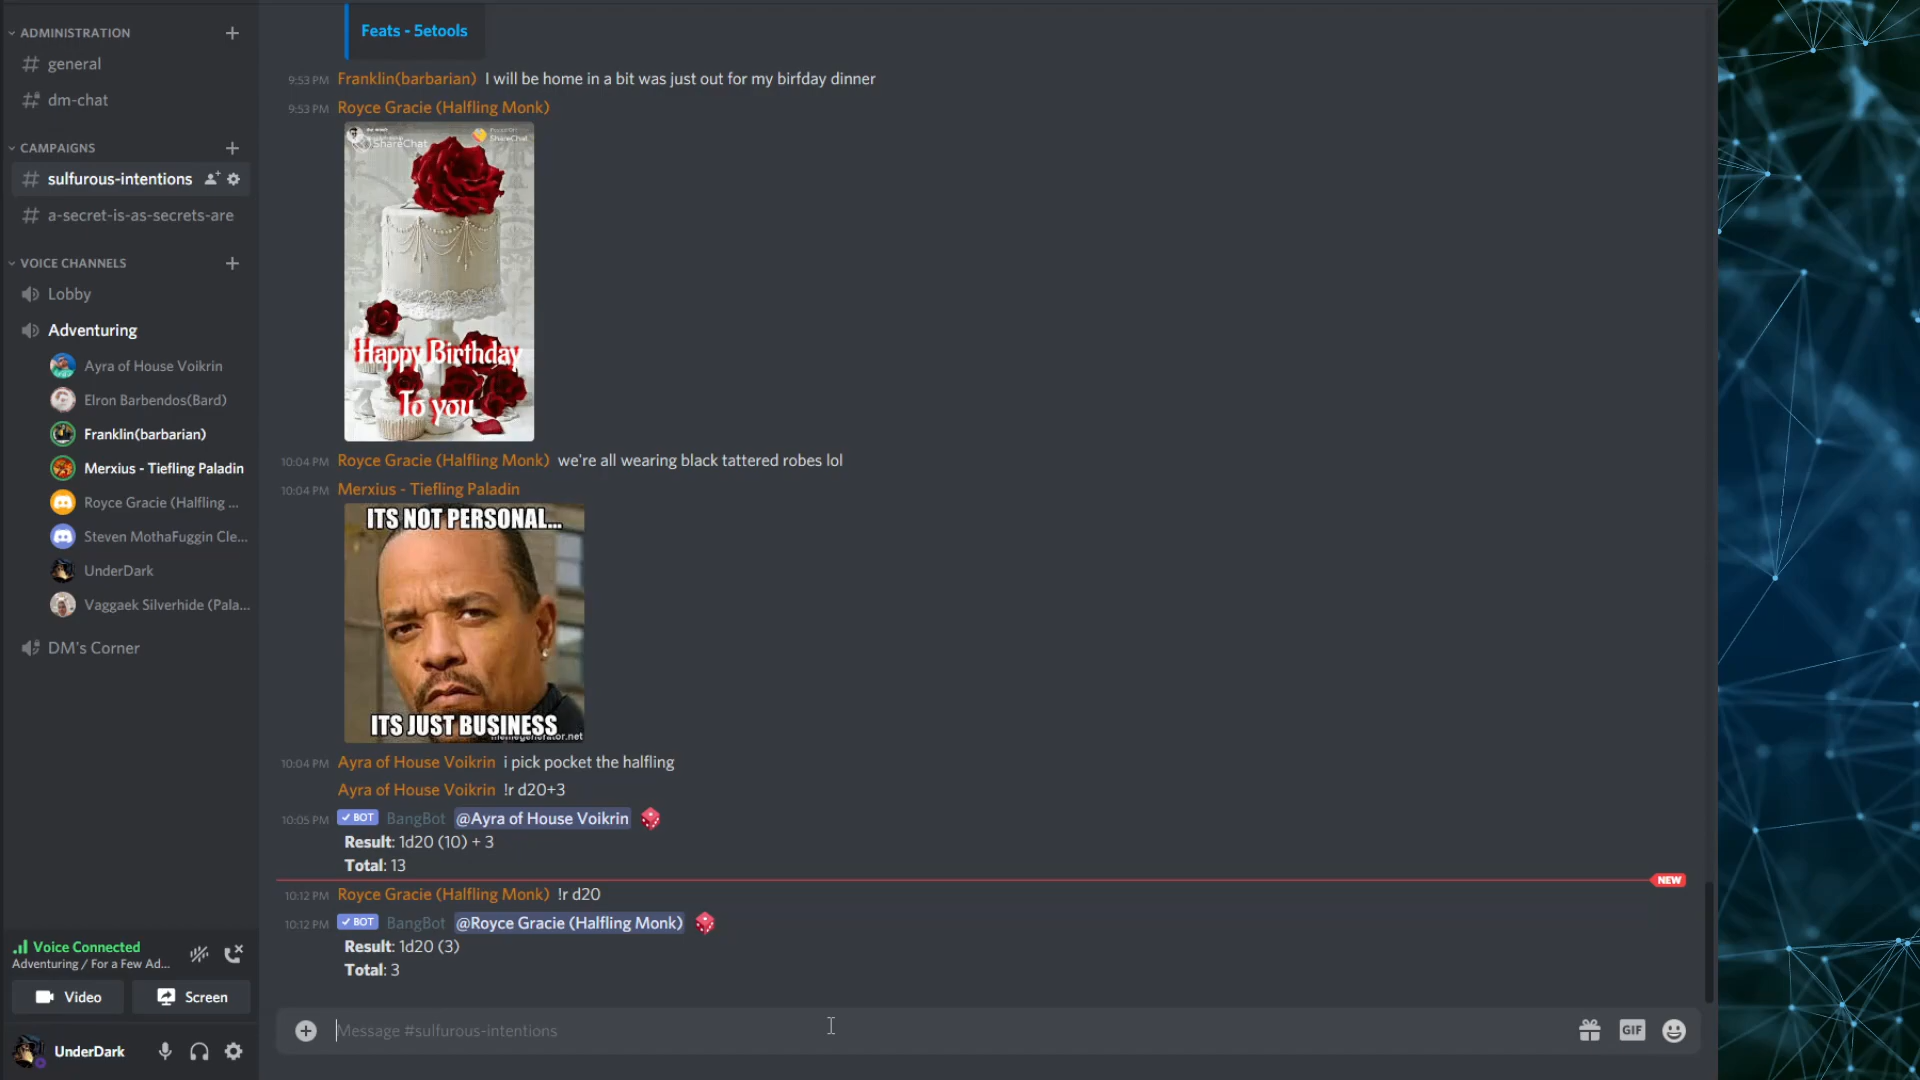 ADMINISTRATION
general
dm-chat
CAMPAIGNS
sulfurous-intentions
a-secret-is-as-secrets-are
VOICE CHANNELS
Lobby
Adventuring
Ayra of House Voikrin
Elron Barbendos(Bard)
Franklin(barbarian)
Merxius - Tiefling Paladin
Royce Gracie (Halfling ...
Steven MothaFuggin Cle...
UnderDark
Vaggaek Silverhide (Pala...
DM's Corner
Voice Connected
Adventuring / For a Few Ad...
Video
Screen
UnderDark
Feats - 5etools
9:53 PM Franklin(barbarian) I will be home in a bit was just out for my birfday dinner
9:53 PM Royce Gracie (Halfling Monk)
ShareChat
ShareChat
Happy Birthday
To you
10:04 PM Royce Gracie (Halfling Monk) we're all wearing black tattered robes lol
10:04 PM Merxius - Tiefling Paladin
ITS NOT PERSONAL...
ITS JUST BUSINESS
memegenerator.net
10:04 PM Ayra of House Voikrin i pick pocket the halfling
Ayra of House Voikrin !r d20+3
10:05 PM ✓ BOT BangBot @Ayra of House Voikrin
Result: 1d20 (10) + 3
Total: 13
NEW
10:12 PM Royce Gracie (Halfling Monk) !r d20
10:12 PM ✓ BOT BangBot @Royce Gracie (Halfling Monk)
Result: 1d20 (3)
Total: 3
Message #sulfurous-intentions
GIF